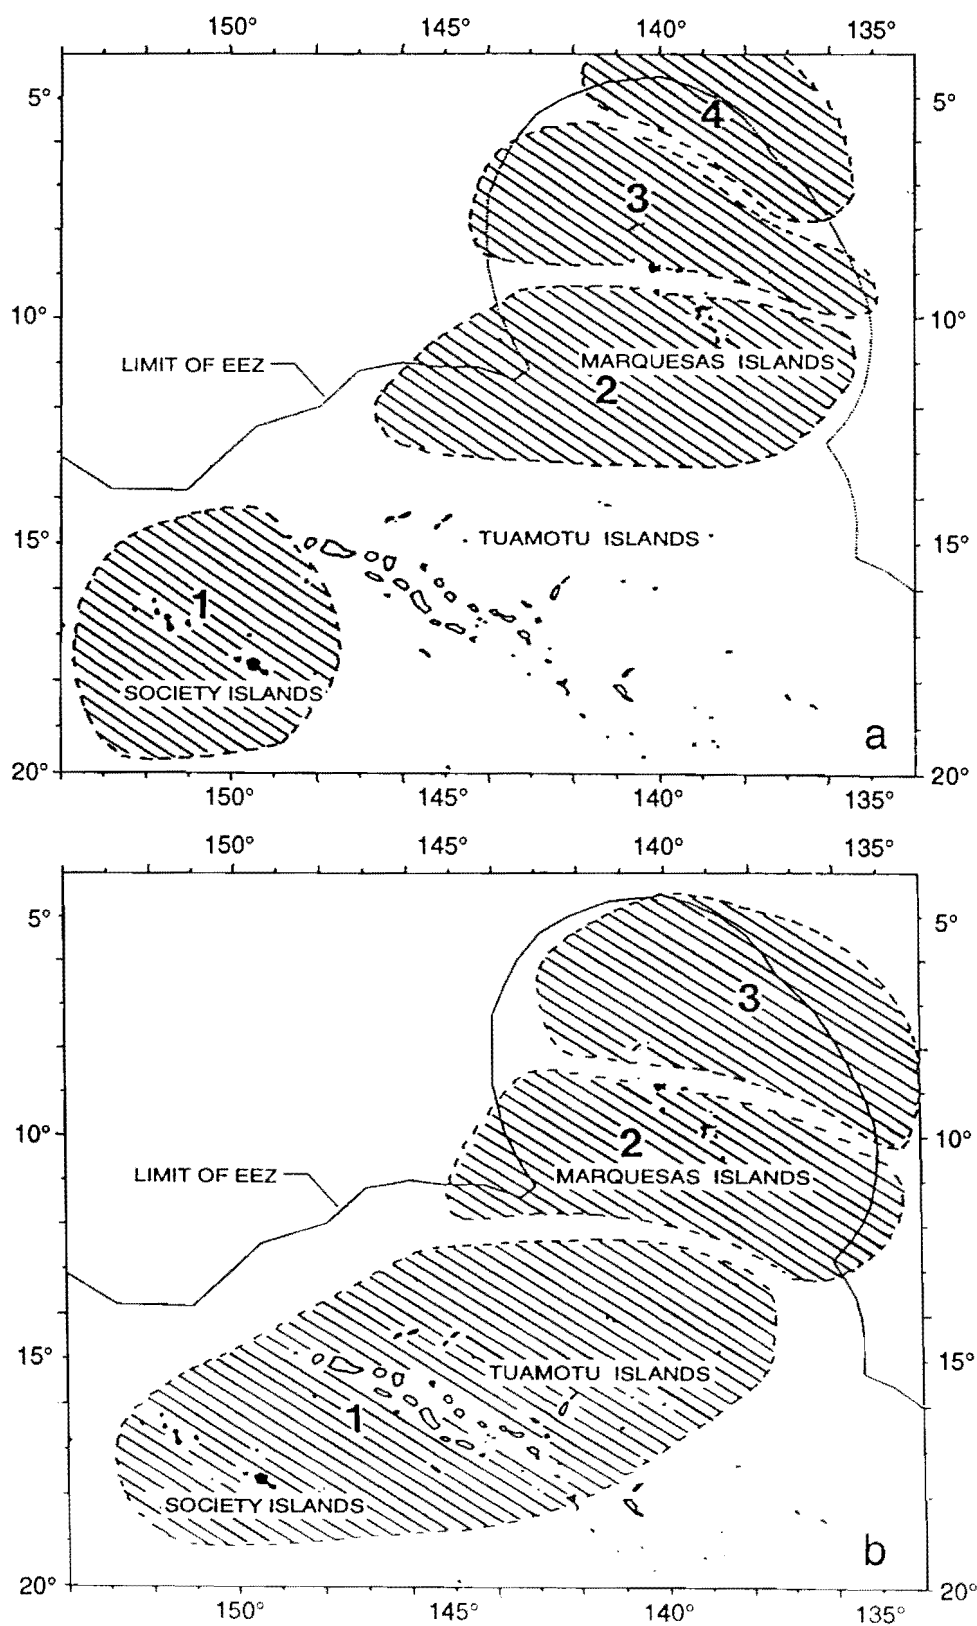 150° 145° 140° 135°
5° 4 5°
3
10° 10°
LIMIT OF EEZ MARQUESAS ISLANDS
2
15° TUAMOTU ISLANDS 15°
1
SOCIETY ISLANDS
a
20° 20°
150° 145° 140° 135°
150° 145° 140° 135°
5° 5°
3
10° 2 10°
LIMIT OF EEZ MARQUESAS ISLANDS
15° TUAMOTU ISLANDS 15°
1
SOCIETY ISLANDS
b
20° 20°
150° 145° 140° 135°